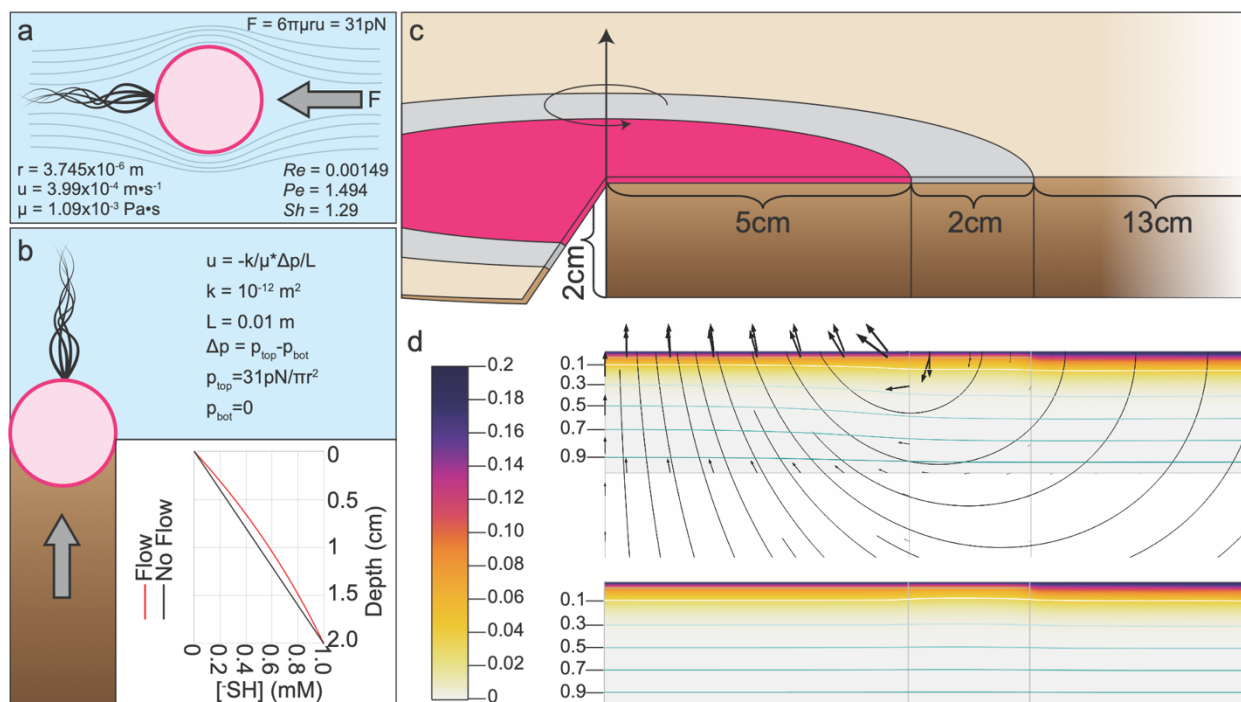 a
F = 6πμru = 31pN
F
r = 3.745x10⁻⁶ m
u = 3.99x10⁻⁴ m•s⁻¹
μ = 1.09x10⁻³ Pa•s
Re = 0.00149
Pe = 1.494
Sh = 1.29
b
u = -k/μ*Δp/L
k = 10⁻¹² m²
L = 0.01 m
Δp = p_top-p_bot
p_top=31pN/πr²
p_bot=0
Flow
No Flow
0
0.5
1
1.5
2.0
Depth (cm)
0
0.2
0.4
0.6
0.8
1.0
[⁻SH] (mM)
c
5cm
2cm
13cm
2cm
d
0.2
0.18
0.16
0.14
0.12
0.10
0.08
0.06
0.04
0.02
0
0.1
0.3
0.5
0.7
0.9
0.1
0.3
0.5
0.7
0.9